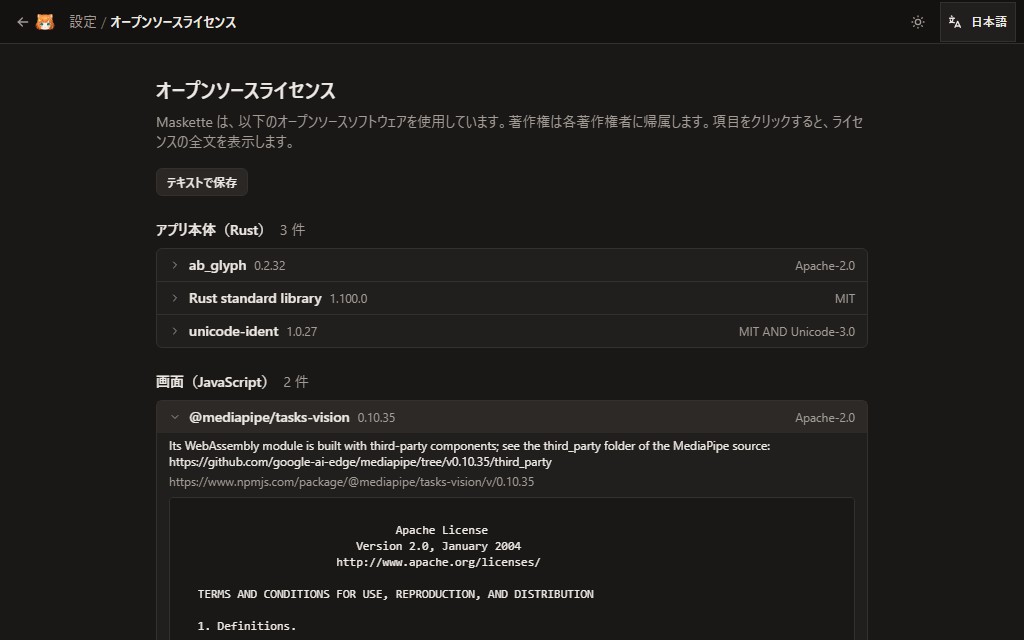 設定 / オープンソースライセンス
日本語
オープンソースライセンス
Maskette は、以下のオープンソースソフトウェアを使用しています。著作権は各著作権者に帰属します。項目をクリックすると、ライセ
ンスの全文を表示します。
テキストで保存
アプリ本体（Rust） 3 件
ab_glyph 0.2.32 Apache-2.0
Rust standard library 1.100.0 MIT
unicode-ident 1.0.27 MIT AND Unicode-3.0
画面（JavaScript） 2 件
@mediapipe/tasks-vision 0.10.35 Apache-2.0
Its WebAssembly module is built with third-party components; see the third_party folder of the MediaPipe source:
https://github.com/google-ai-edge/mediapipe/tree/v0.10.35/third_party
https://www.npmjs.com/package/@mediapipe/tasks-vision/v/0.10.35
Apache License
Version 2.0, January 2004
http://www.apache.org/licenses/
TERMS AND CONDITIONS FOR USE, REPRODUCTION, AND DISTRIBUTION
1. Definitions.